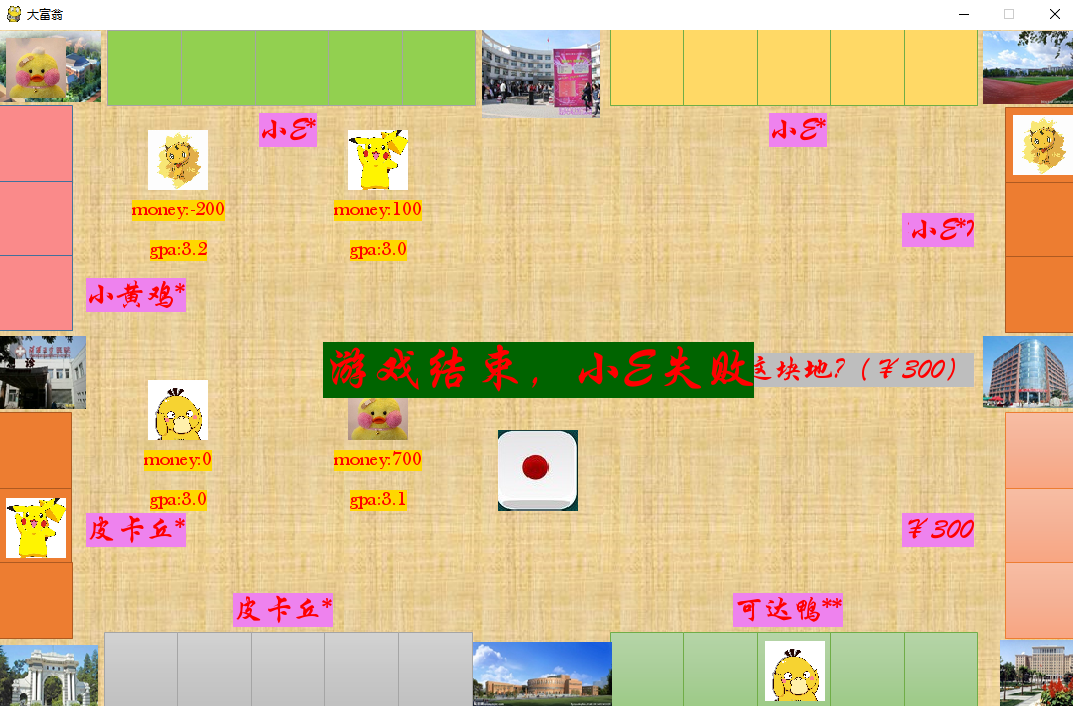 大富翁
小E*
小E*
money:-200
money:100
小E*
gpa:3.2
gpa:3.0
小黄鸡*
游戏结束，小E失败
这块地？（￥300）
money:0
money:700
gpa:3.0
gpa:3.1
皮卡丘*
￥300
皮卡丘*
可达鸭**